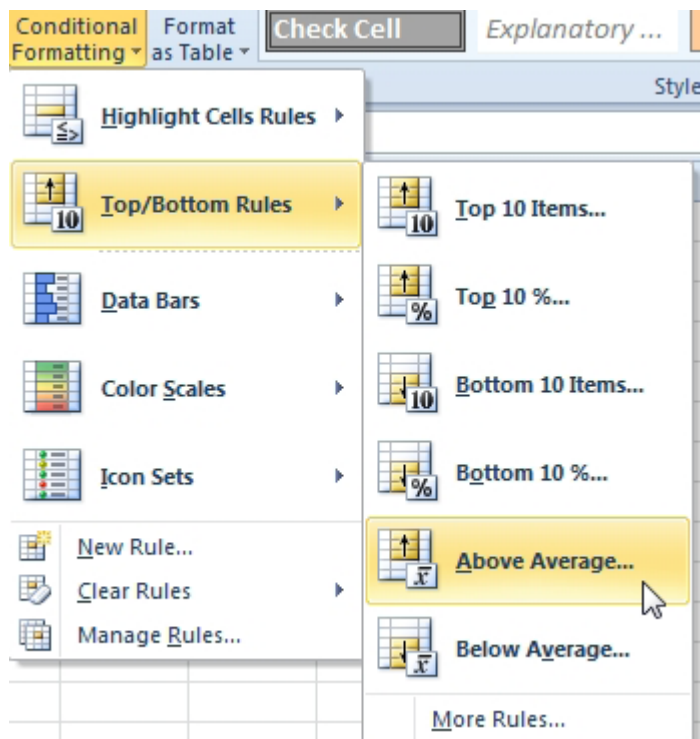 Conditional
Formatting
Format
as Table
Check Cell
Explanatory ...
Style
Highlight Cells Rules
Top/Bottom Rules
Data Bars
Color Scales
Icon Sets
New Rule...
Clear Rules
Manage Rules...
Top 10 Items...
Top 10 %...
Bottom 10 Items...
Bottom 10 %...
Above Average...
Below Average...
More Rules...